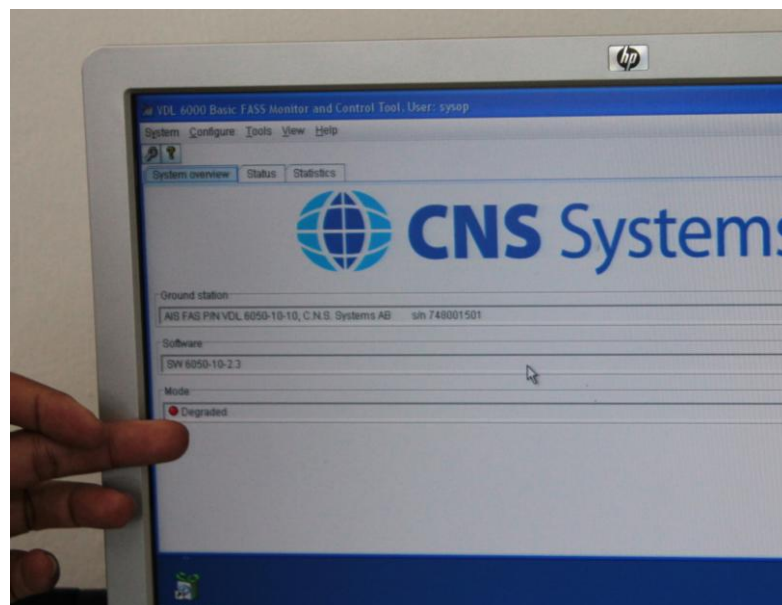 hp
VDL 6000 Basic FASS Monitor and Control Tool, User: sysop
System Configure Tools View Help
System overview Status Statistics
CNS Systems
Ground station
AIS FAS P/N VDL 6050-10-10, C.N.S. Systems AB s/n 748001501
Software
SW 6050-10-2.3
Mode
Degraded